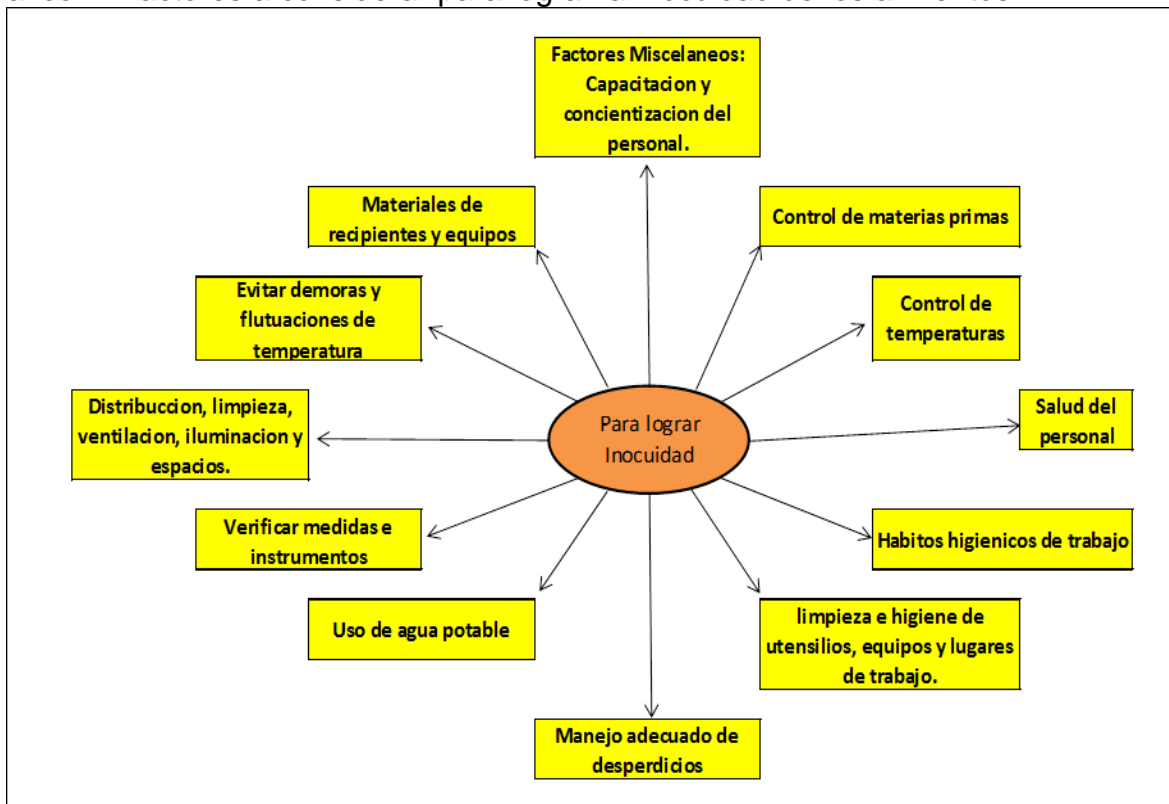 Factores Miscelaneos:
Capacitacion y
concientizacion del
personal.
Materiales de
recipientes y equipos
Control de materias primas
Evitar demoras y
flutuaciones de
temperatura
Control de
temperaturas
Distribuccion, limpieza,
ventilacion, iluminacion y
espacios.
Para lograr
Inocuidad
Salud del
personal
Verificar medidas e
instrumentos
Habitos higienicos de trabajo
Uso de agua potable
limpieza e higiene de
utensilios, equipos y lugares
de trabajo.
Manejo adecuado de
desperdicios